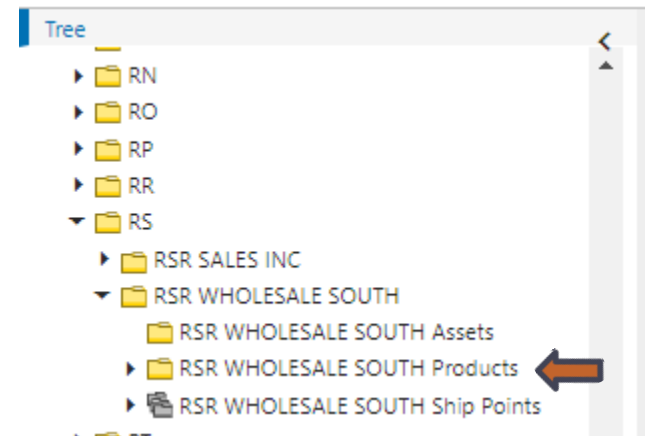 Tree
RN
RO
RP
RR
RS
RSR SALES INC
RSR WHOLESALE SOUTH
RSR WHOLESALE SOUTH Assets
RSR WHOLESALE SOUTH Products
RSR WHOLESALE SOUTH Ship Points